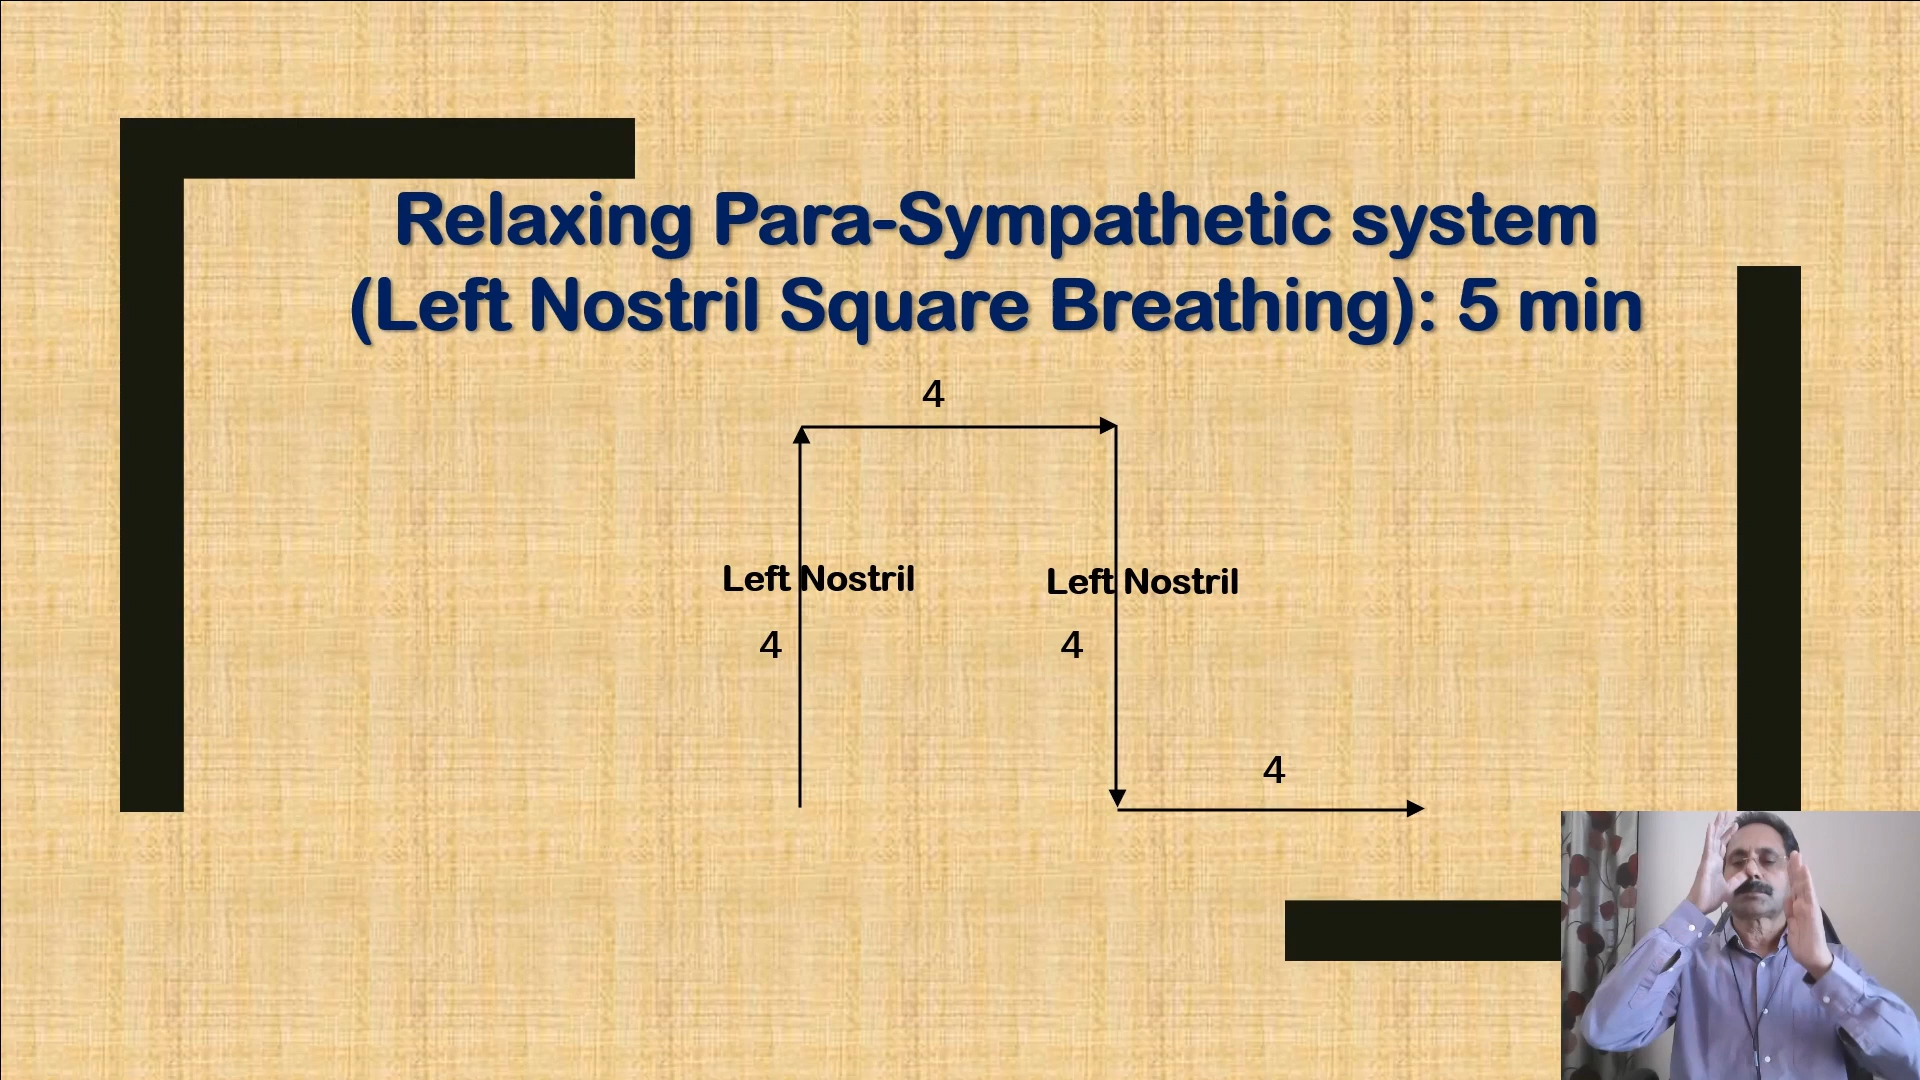 Relaxing Para-Sympathetic system
(Left Nostril Square Breathing): 5 min
4
Left Nostril
Left Nostril
4
4
4